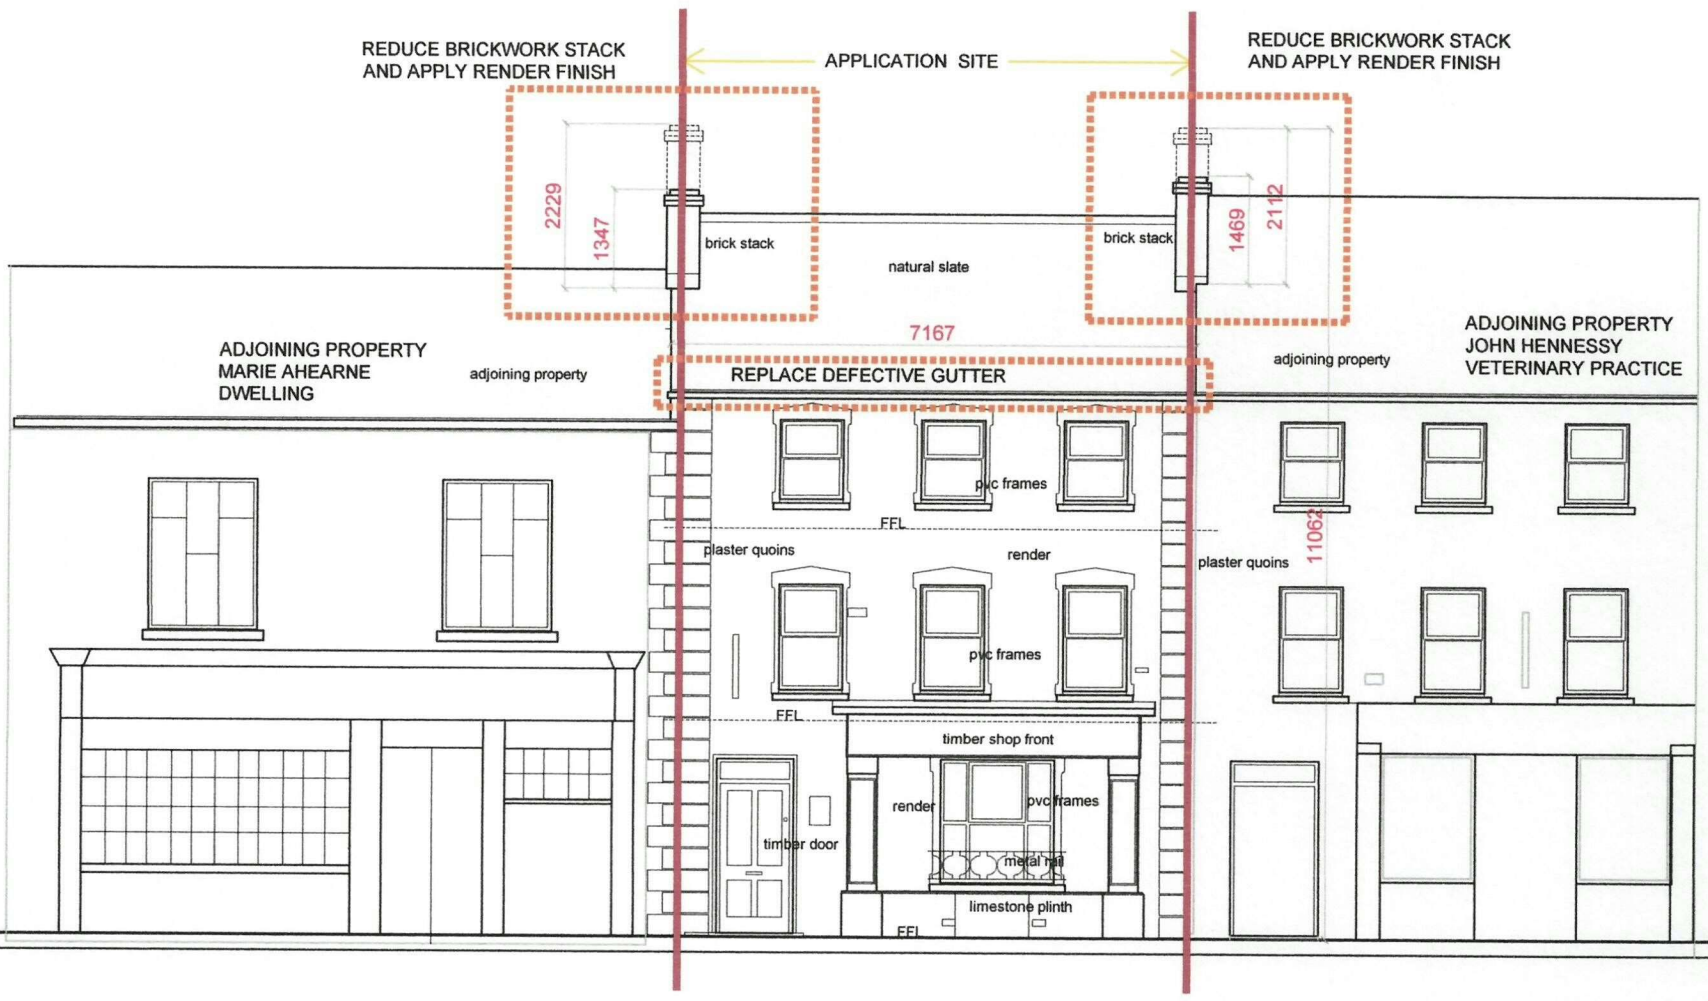 REDUCE BRICKWORK STACK
AND APPLY RENDER FINISH
APPLICATION SITE
REDUCE BRICKWORK STACK
AND APPLY RENDER FINISH
2229
1347
brick stack
natural slate
brick stack
1469
2112
7167
ADJOINING PROPERTY
MARIE AHEARNE
DWELLING
adjoining property
REPLACE DEFECTIVE GUTTER
adjoining property
ADJOINING PROPERTY
JOHN HENNESSY
VETERINARY PRACTICE
pvc frames
FFL
11062
plaster quoins
render
plaster quoins
pvc frames
FFL
timber shop front
render
pvc frames
timber door
metal rail
limestone plinth
FFL